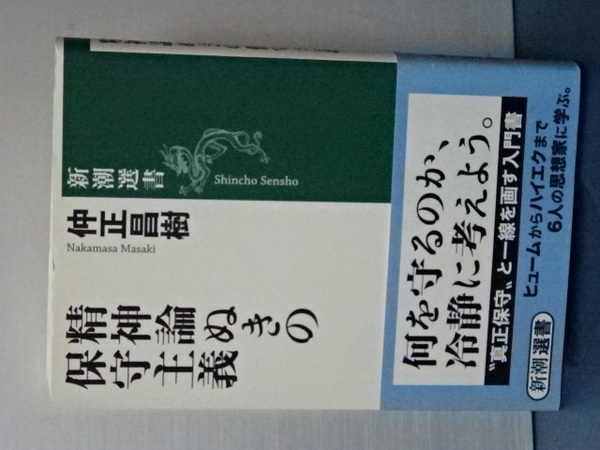 精神論ぬきの
保守主義
仲正昌樹
Nakamasa Masaki
新潮選書
Shincho Sensho
何を守るのか、
冷静に考えよう。
“真正保守”と一線を画す入門書
ヒュームからハイエクまで
6人の思想家に学ぶ。
新潮選書